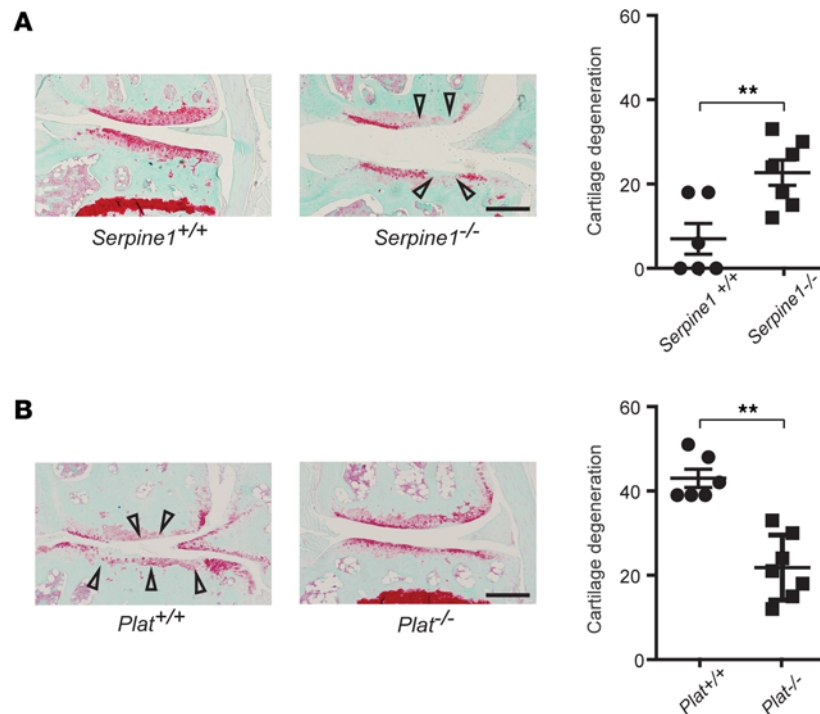 A
Serpine1+/+
Serpine1-/-
Cartilage degeneration
60
40
20
0
**
Serpine1 +/+
Serpine1-/-
B
Plat+/+
Plat-/-
Cartilage degeneration
60
40
20
0
**
Plat+/+
Plat-/-